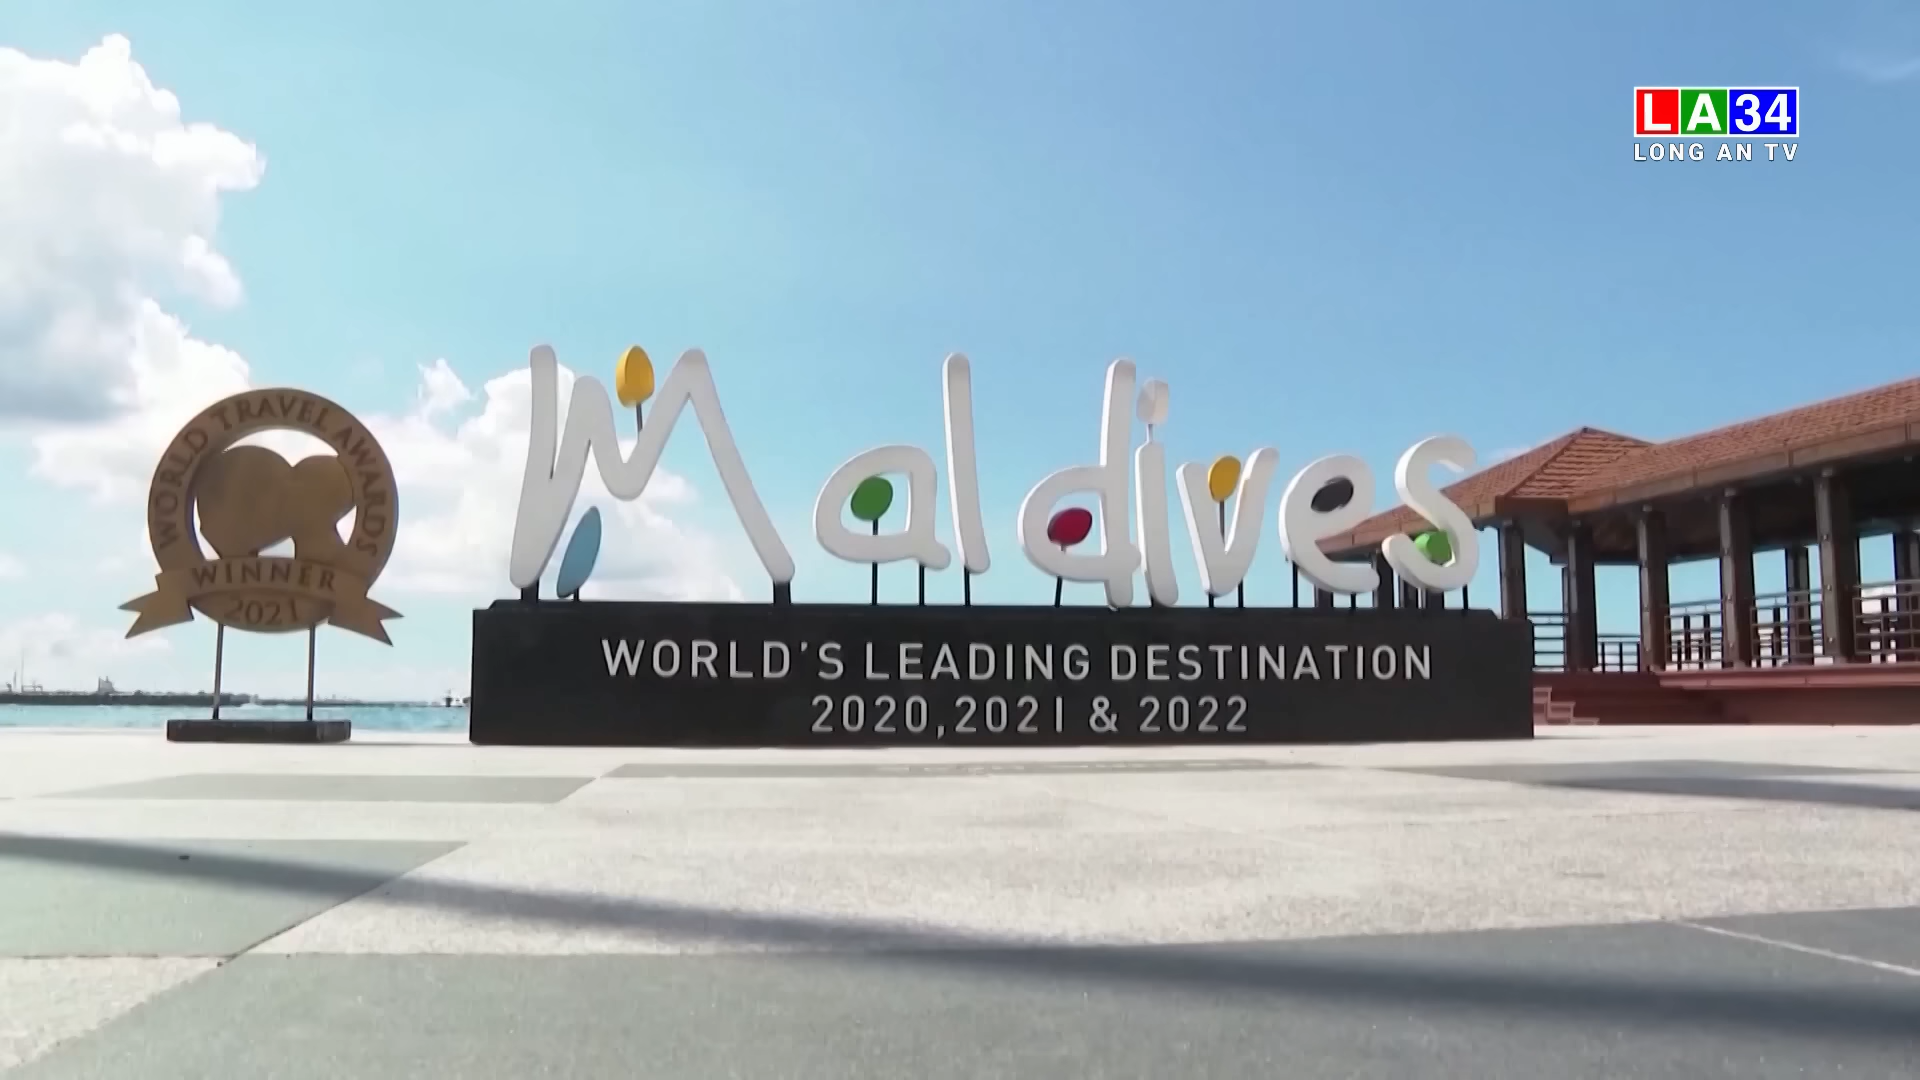 LA34
LONG AN TV
WORLD TRAVEL AWARDS
WINNER
2021
Maldives
WORLD'S LEADING DESTINATION
2020,2021 & 2022